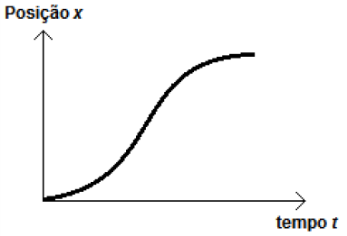 Posição x
tempo t